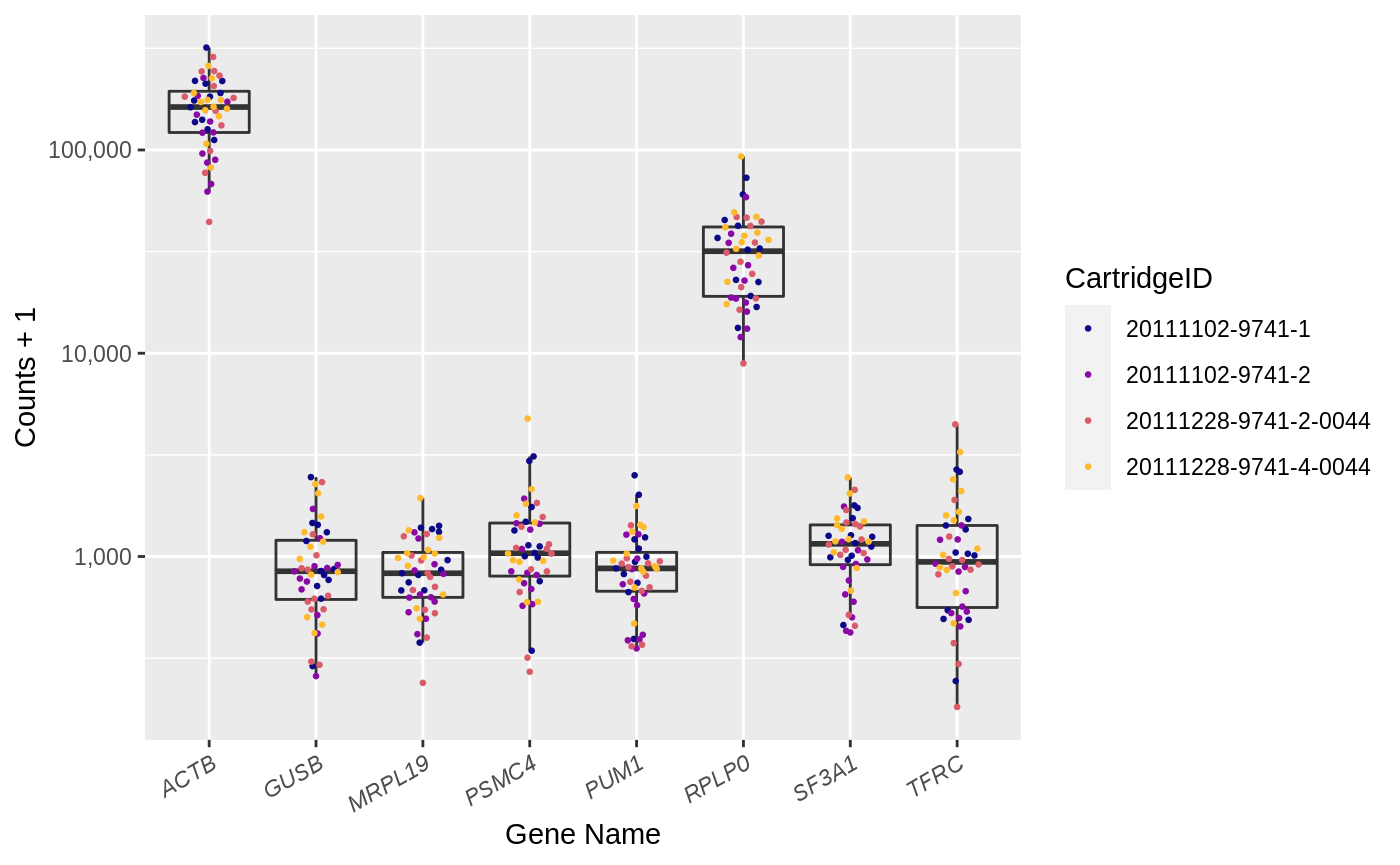 100,000
10,000
1,000
Counts + 1
ACTB
GUSB
MRPL19
PSMC4
PUM1
RPLP0
SF3A1
TFRC
Gene Name
CartridgeID
20111102-9741-1
20111102-9741-2
20111228-9741-2-0044
20111228-9741-4-0044